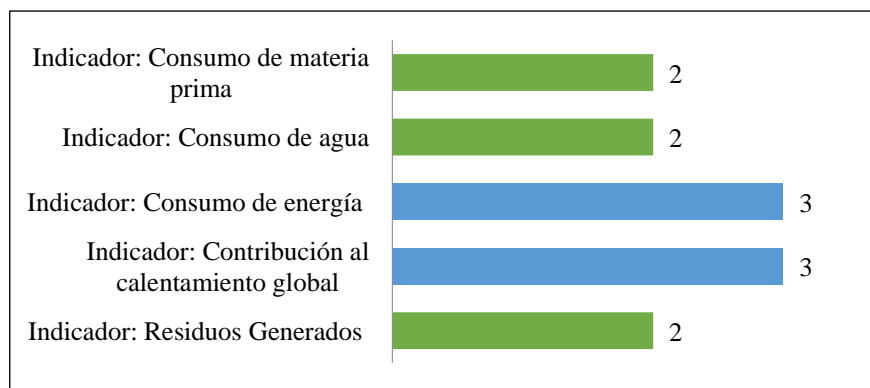 Indicador: Consumo de materia
prima
2
Indicador: Consumo de agua
2
Indicador: Consumo de energía
3
Indicador: Contribución al
calentamiento global
3
Indicador: Residuos Generados
2